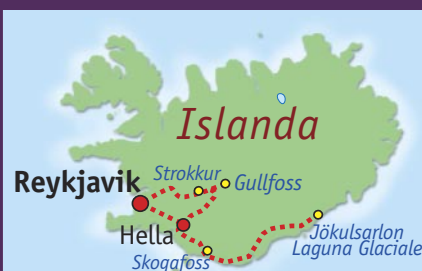 Islanda
Strokkur
Gullfoss
Reykjavik
Hella
Jökulsarlon
Laguna Glaciale
Skogafoss